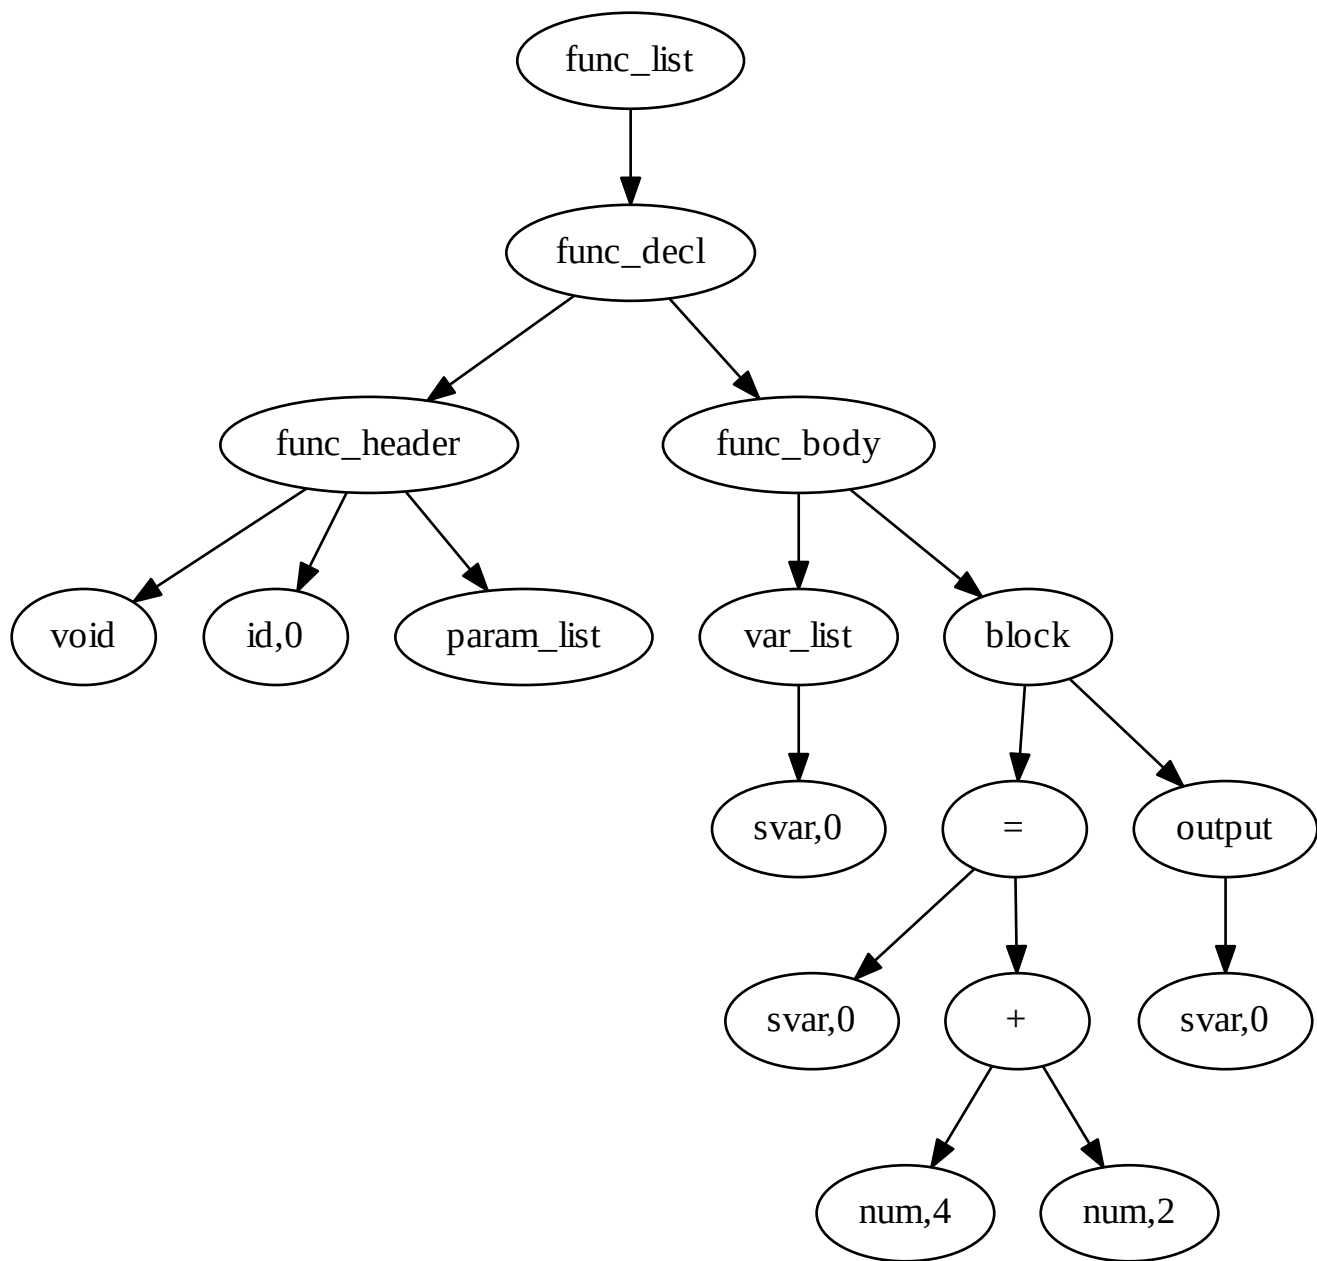 func_list
func_decl
func_header
func_body
void
id,0
param_list
var_list
block
svar,0
=
output
svar,0
+
svar,0
num,4
num,2